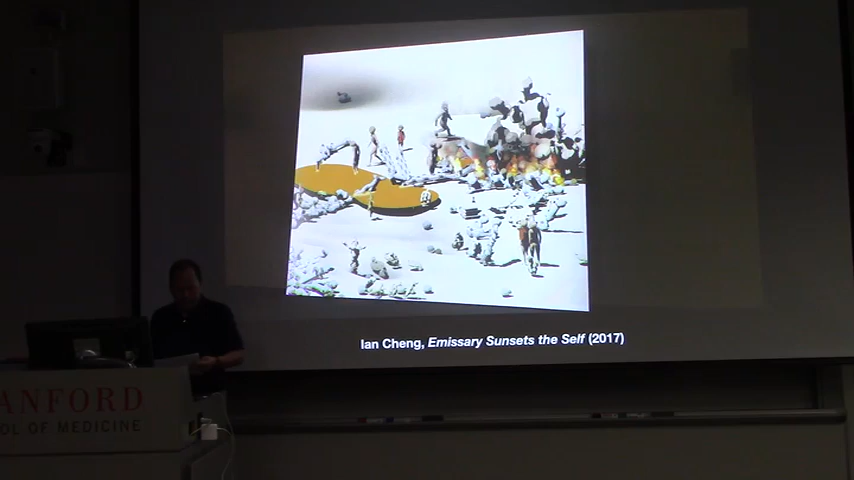 Ian Cheng, Emissary Sunsets the Self (2017)
ANFORD
OL OF MEDICINE